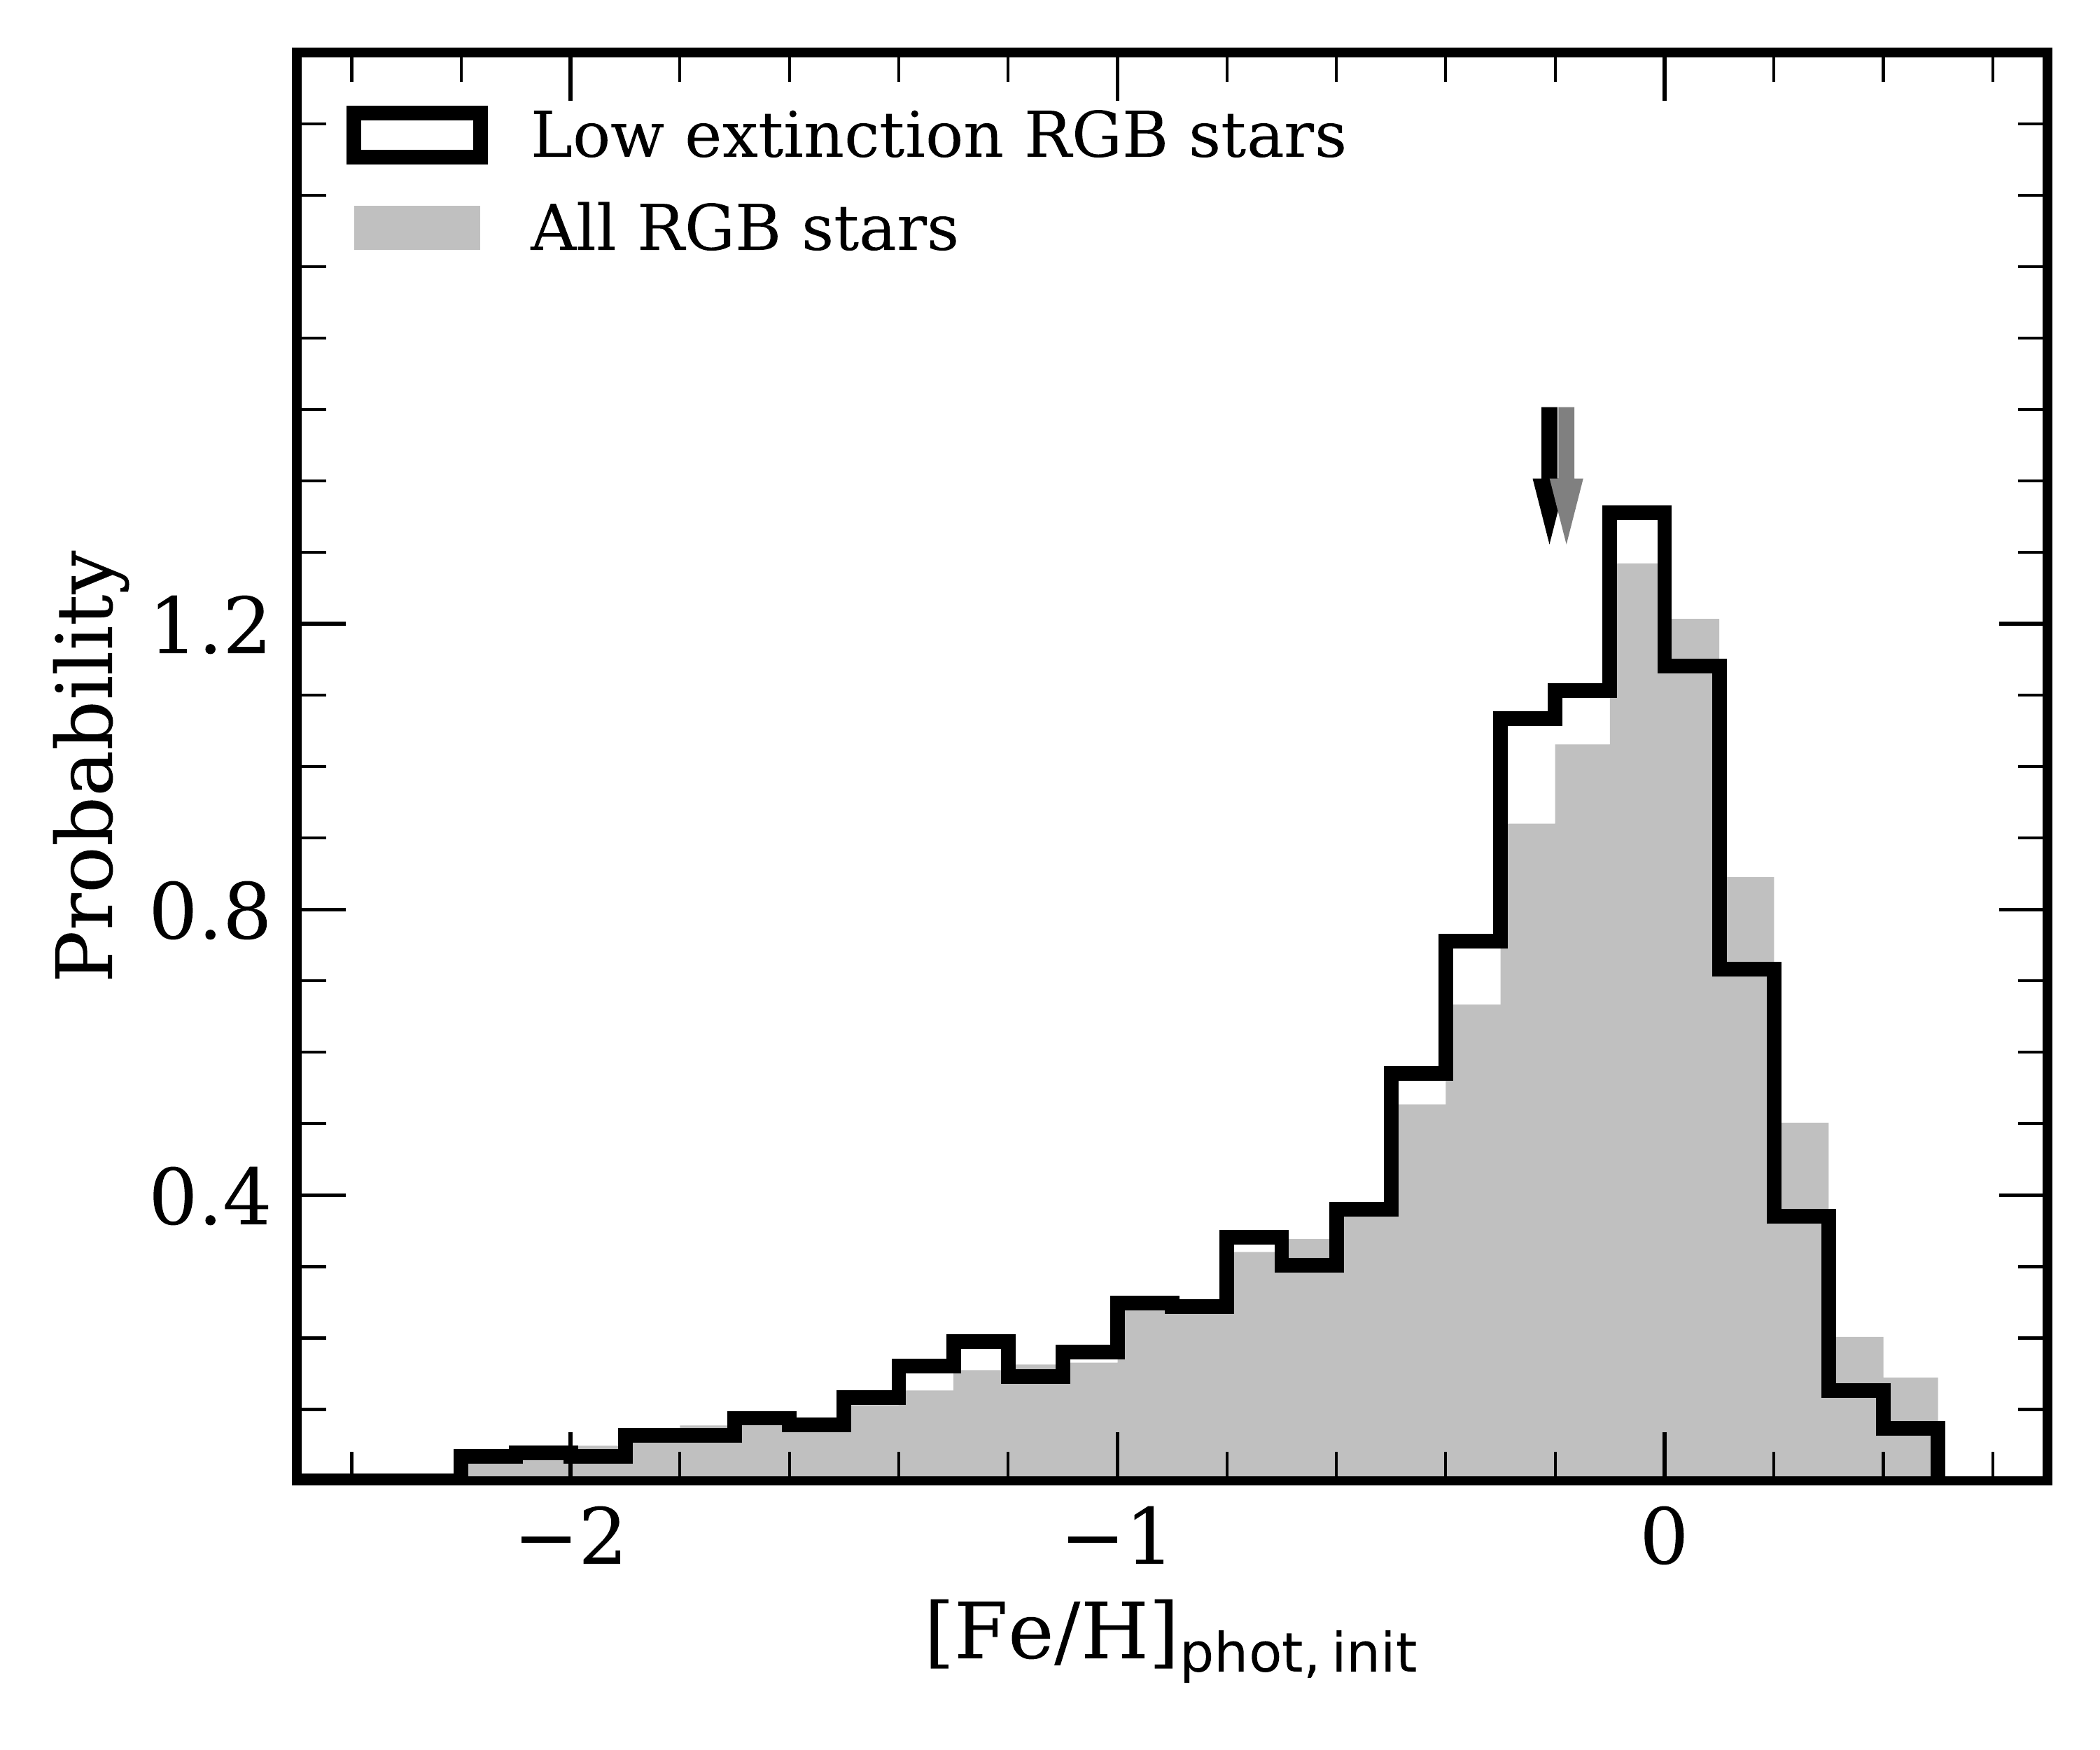 Low extinction RGB stars
All RGB stars
Probability
1.2
0.8
0.4
−2 −1 0
[Fe/H]phot, init